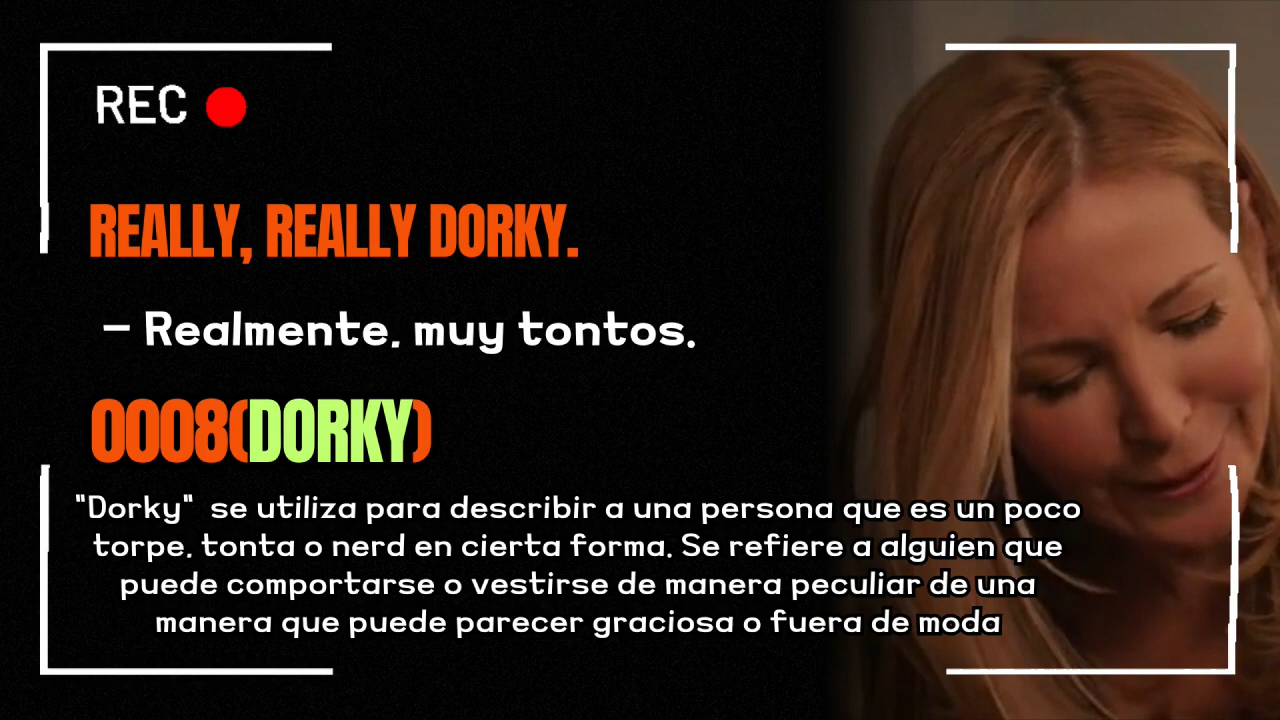 REC
REALLY, REALLY DORKY.
– Realmente, muy tontos.
0008(DORKY)
"Dorky" se utiliza para describir a una persona que es un poco
torpe, tonta o nerd en cierta forma. Se refiere a alguien que
puede comportarse o vestirse de manera peculiar de una
manera que puede parecer graciosa o fuera de moda